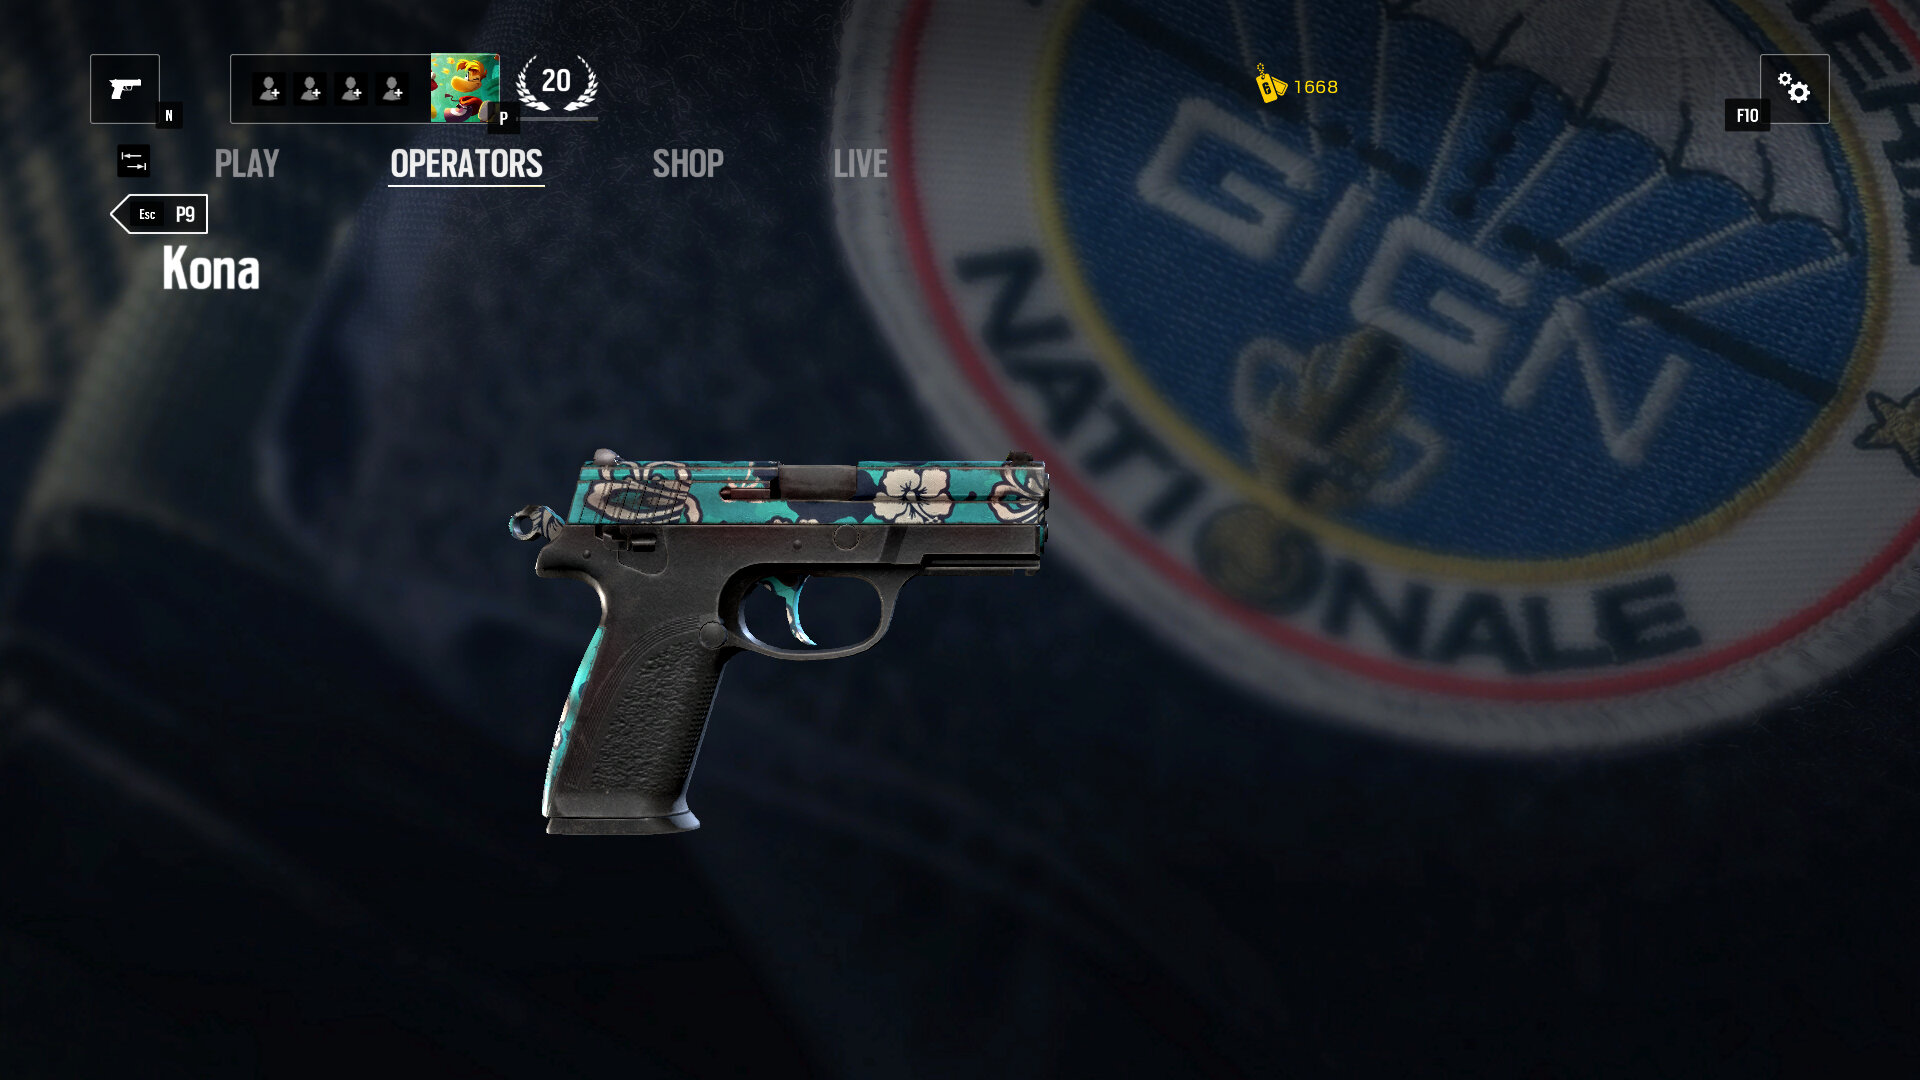 N
P
20
1668
F10
PLAY
OPERATORS
SHOP
LIVE
Esc P9
Kona
GIGN
NATIONALE